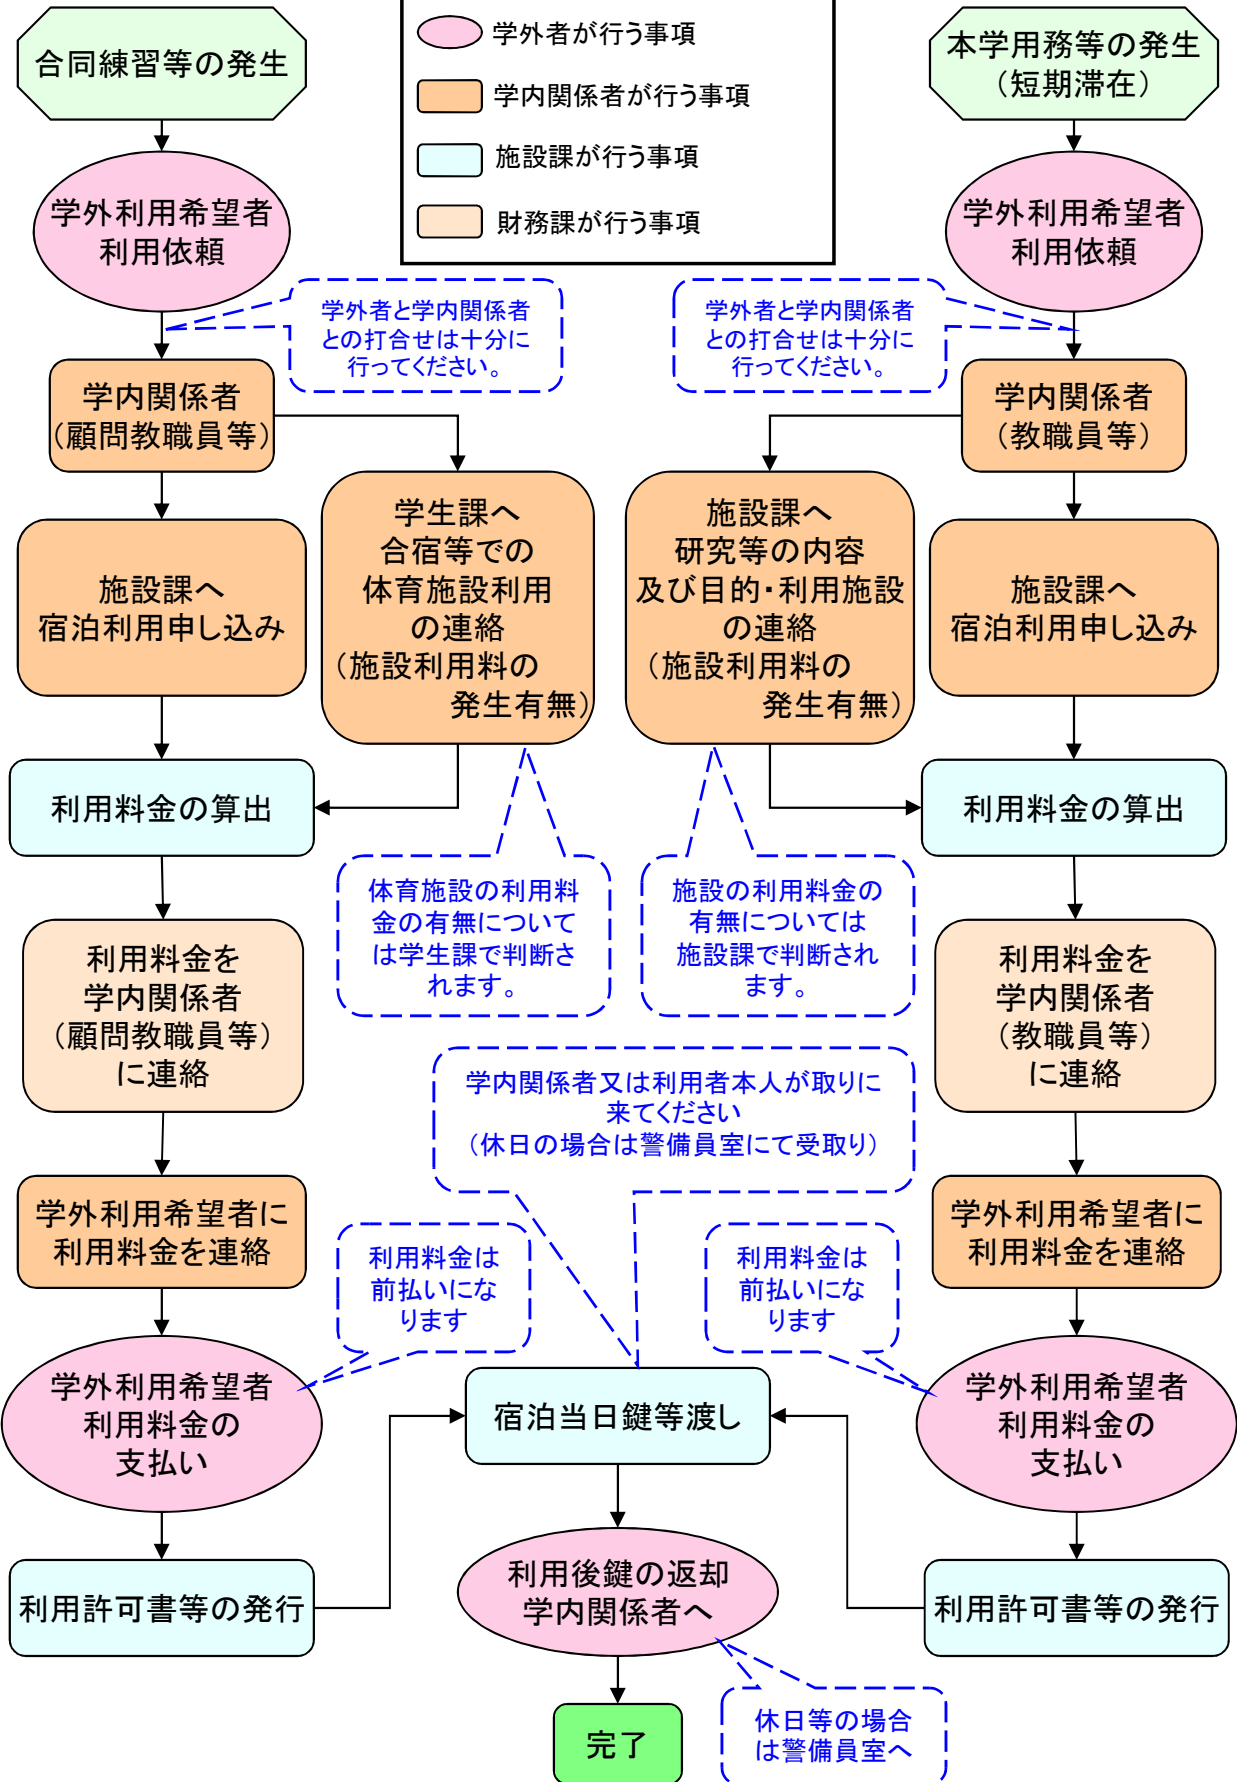 学外者が行う事項
学内関係者が行う事項
施設課が行う事項
財務課が行う事項
合同練習等の発生
学外利用希望者
利用依頼
学外者と学内関係者
との打合せは十分に
行ってください。
学内関係者
（顧問教職員等）
施設課へ
宿泊利用申し込み
学生課へ
合宿等での
体育施設利用
の連絡
（施設利用料の
発生有無）
利用料金の算出
体育施設の利用料
金の有無について
は学生課で判断さ
れます。
利用料金を
学内関係者
（顧問教職員等）
に連絡
学外利用希望者に
利用料金を連絡
利用料金は
前払いにな
ります
学外利用希望者
利用料金の
支払い
利用許可書等の発行
本学用務等の発生
（短期滞在）
学外利用希望者
利用依頼
学外者と学内関係者
との打合せは十分に
行ってください。
学内関係者
（教職員等）
施設課へ
研究等の内容
及び目的・利用施設
の連絡
（施設利用料の
発生有無）
施設課へ
宿泊利用申し込み
利用料金の算出
施設の利用料金の
有無については
施設課で判断され
ます。
利用料金を
学内関係者
（教職員等）
に連絡
学外利用希望者に
利用料金を連絡
利用料金は
前払いにな
ります
学外利用希望者
利用料金の
支払い
利用許可書等の発行
学内関係者又は利用者本人が取りに
来てください
（休日の場合は警備員室にて受取り）
宿泊当日鍵等渡し
利用後鍵の返却
学内関係者へ
休日等の場合
は警備員室へ
完了